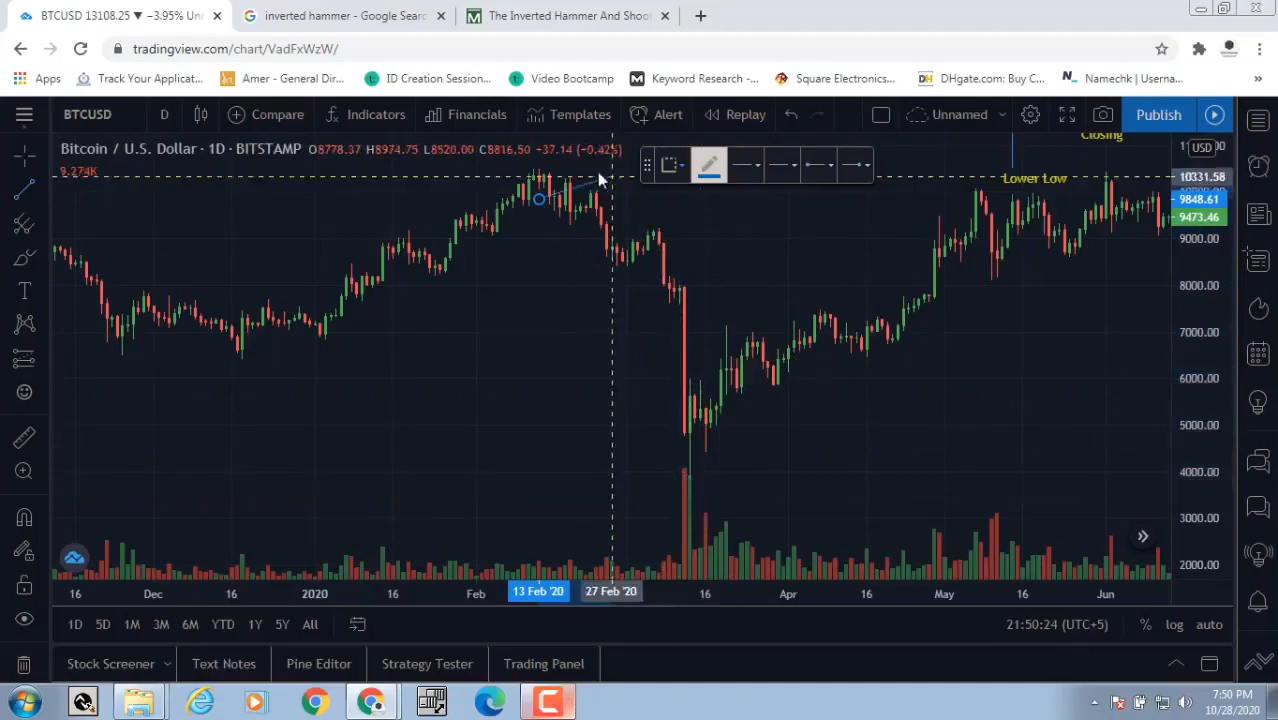 BTCUSD 13108.25 ▼ −3.95% Unn
inverted hammer - Google Searc
The Inverted Hammer And Shoot
tradingview.com/chart/VadFxWzW/
Apps
Track Your Applicat...
Amer - General Dir...
ID Creation Session...
Video Bootcamp
Keyword Research -...
Square Electronics...
DHgate.com: Buy C...
Namechk | Userna...
BTCUSD
D
Compare
Indicators
Financials
Templates
Alert
Replay
Unnamed
Publish
Bitcoin / U.S. Dollar · 1D · BITSTAMP O8778.37 H8974.75 L8520.00 C8816.50 −37.14 (−0.42%)
9.274K
Closing
Lower Low
USD
10331.58
9848.61
9473.46
9000.00
8000.00
7000.00
6000.00
5000.00
4000.00
3000.00
2000.00
16 Dec 16 2020 16 Feb 13 Feb '20 27 Feb '20 16 Apr 16 May 16 Jun
1D 5D 1M 3M 6M YTD 1Y 5Y All
21:50:24 (UTC+5) % log auto
Stock Screener
Text Notes
Pine Editor
Strategy Tester
Trading Panel
7:50 PM
10/28/2020